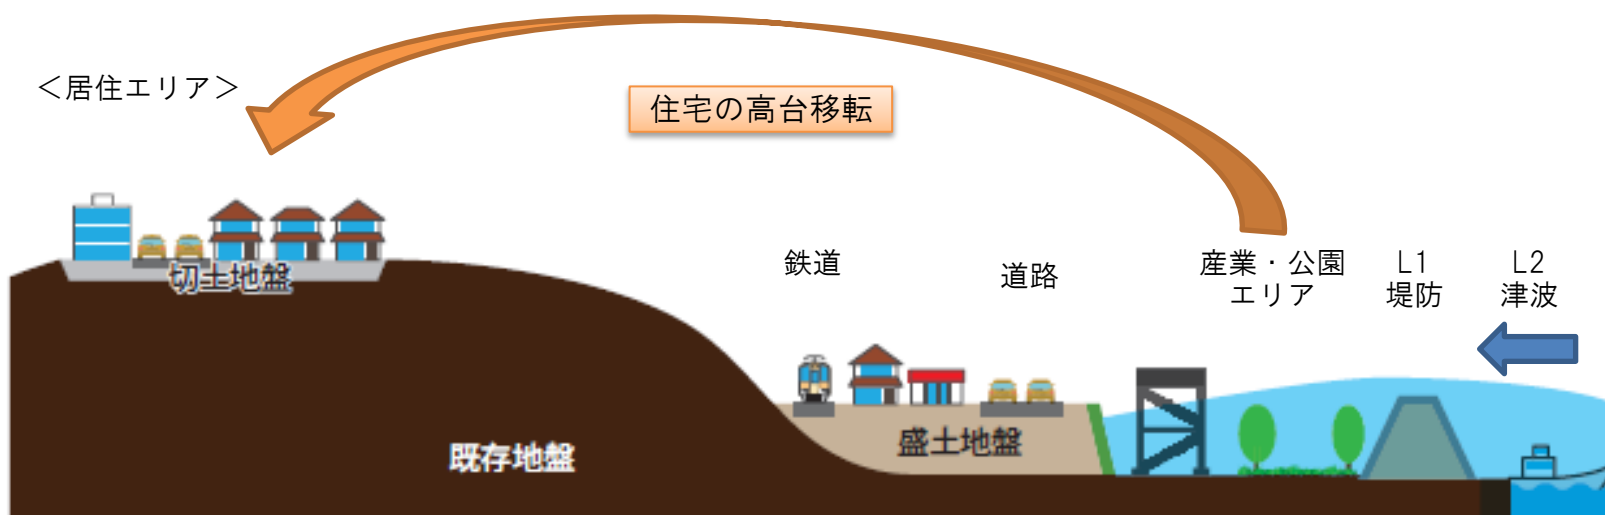 ＜居住エリア＞
住宅の高台移転
切土地盤
鉄道
道路
産業・公園
エリア
L1
堤防
L2
津波
盛土地盤
既存地盤